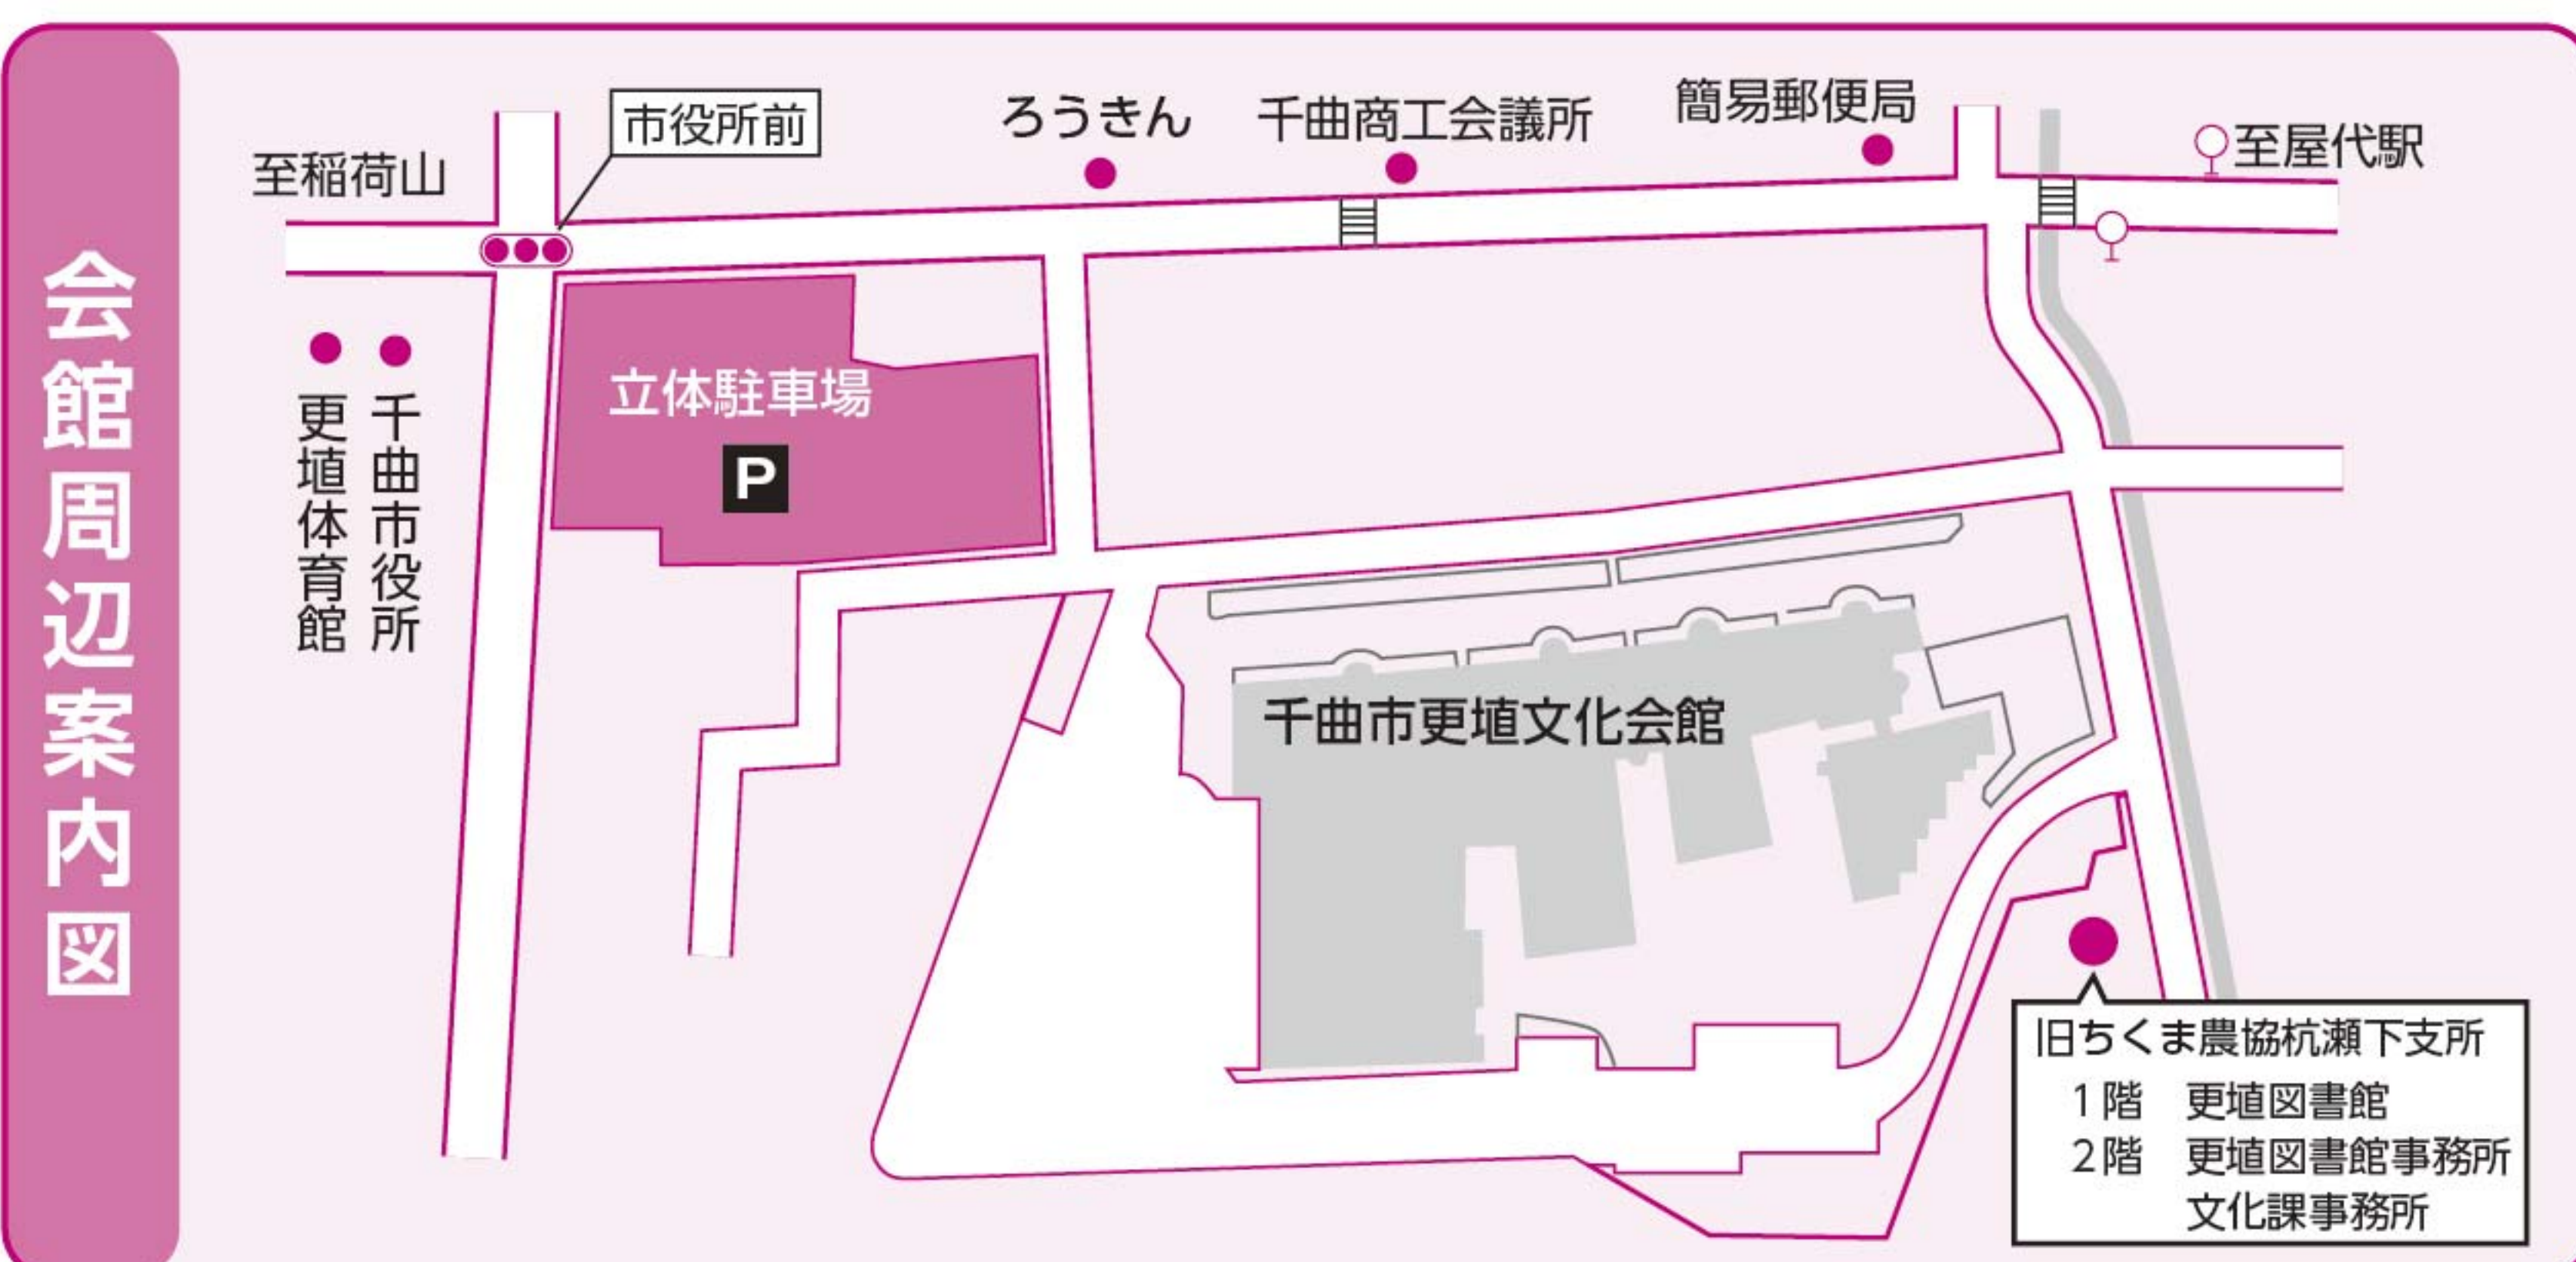 会館周辺案内図
至稲荷山
市役所前
ろうきん
千曲商工会議所
簡易郵便局
至屋代駅
千曲市役所
更埴体育館
立体駐車場
P
千曲市更埴文化会館
旧ちくま農協杭瀬下支所
1階 更埴図書館
2階 更埴図書館事務所
文化課事務所